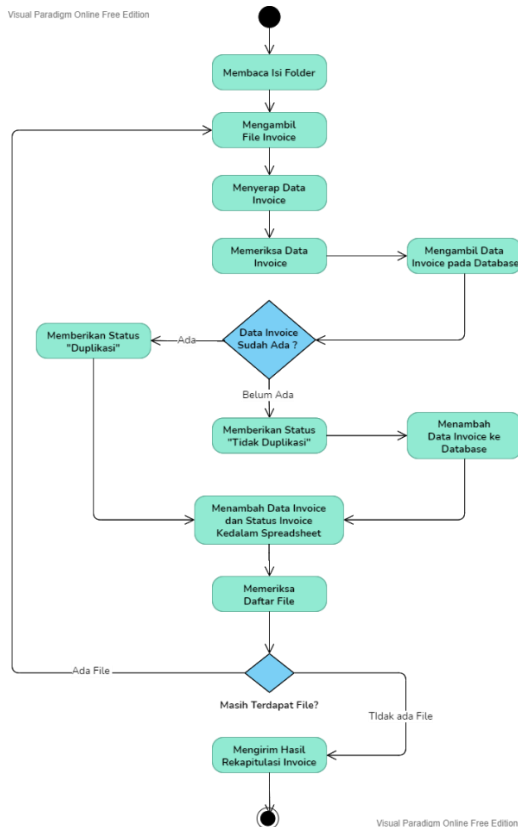 Visual Paradigm Online Free Edition
Membaca Isi Folder
Mengambil
File Invoice
Menyerap Data
Invoice
Memeriksa Data
Invoice
Mengambil Data
Invoice pada Database
Data Invoice
Sudah Ada ?
Ada
Memberikan Status
"Duplikasi"
Belum Ada
Memberikan Status
"Tidak Duplikasi"
Menambah
Data Invoice ke
Database
Menambah Data Invoice
dan Status Invoice
Kedalam Spreadsheet
Memeriksa
Daftar File
Ada File
Masih Terdapat File?
TIdak ada File
Mengirim Hasil
Rekapitulasi Invoice
Visual Paradigm Online Free Edition